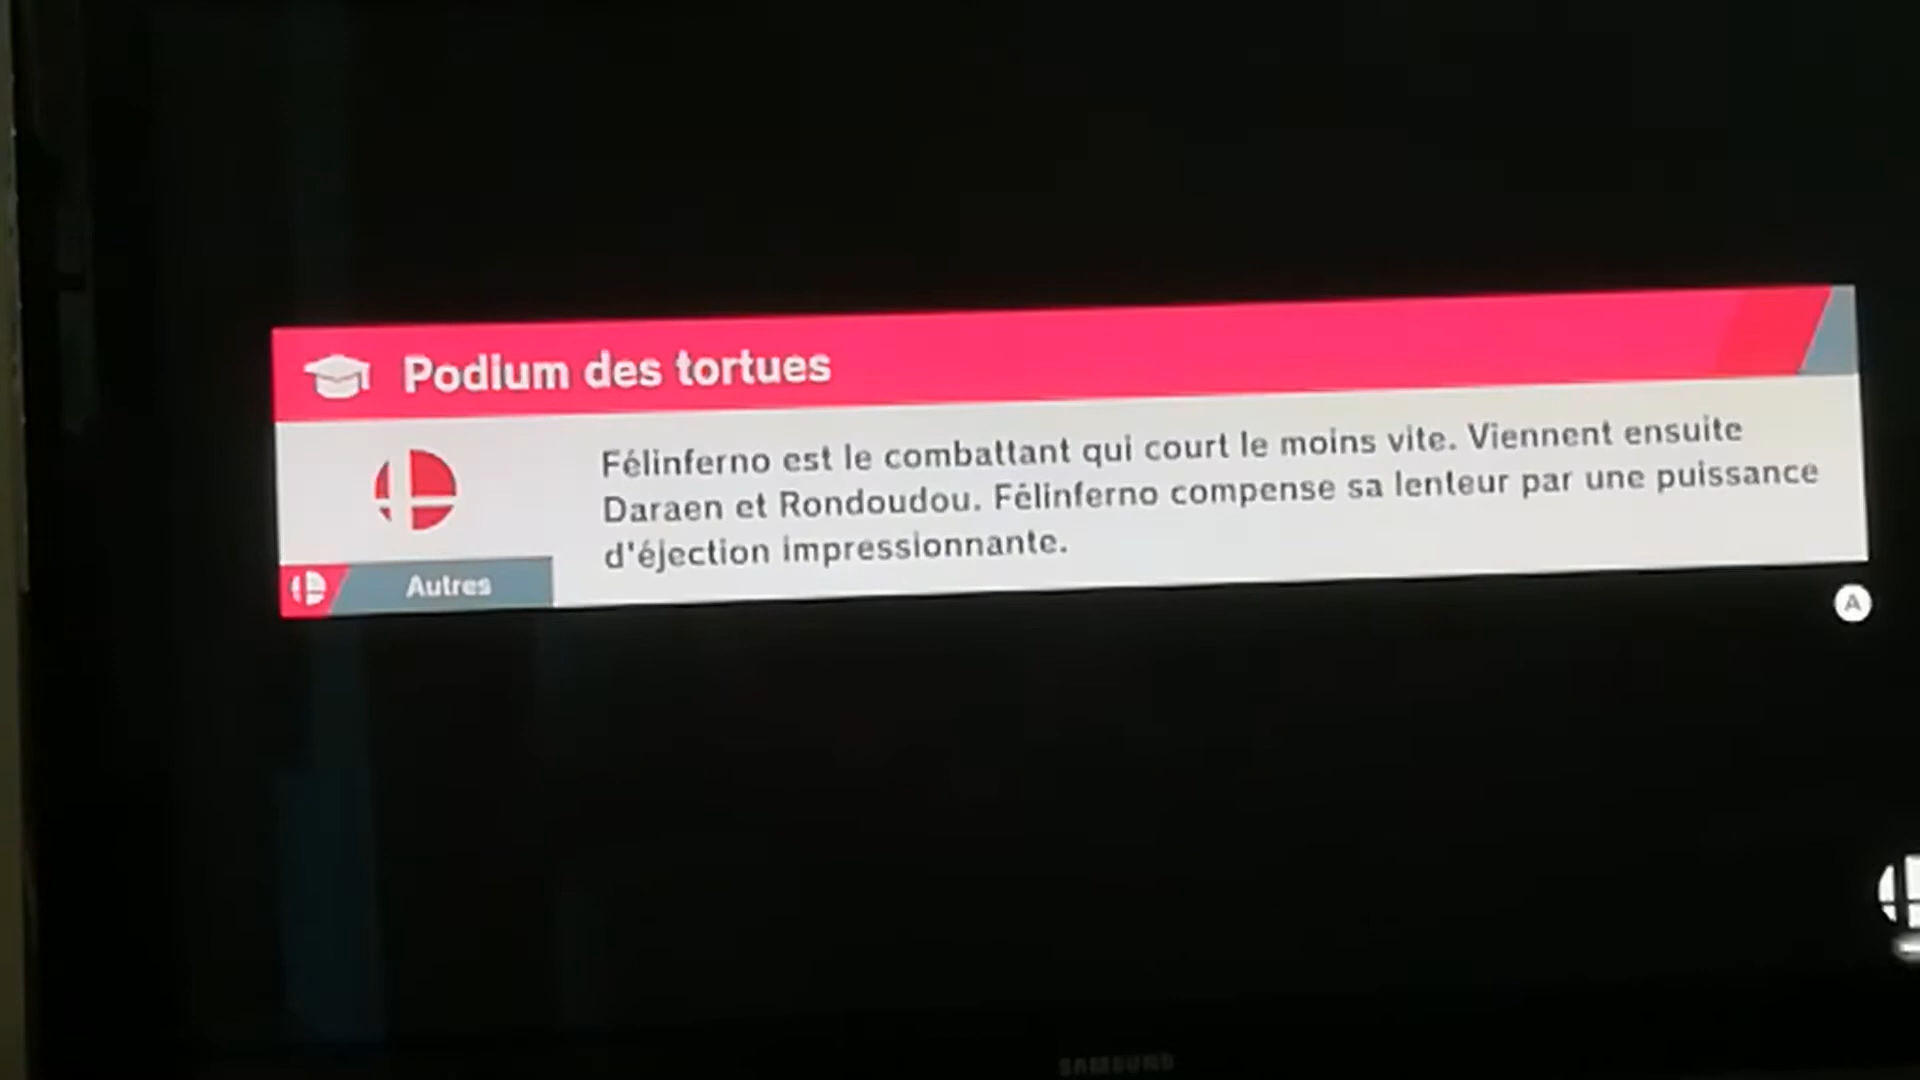 Podium des tortues
Félinferno est le combattant qui court le moins vite. Viennent ensuite
Daraen et Rondoudou. Félinferno compense sa lenteur par une puissance
d'éjection impressionnante.
Autres
A
SAMSUNG